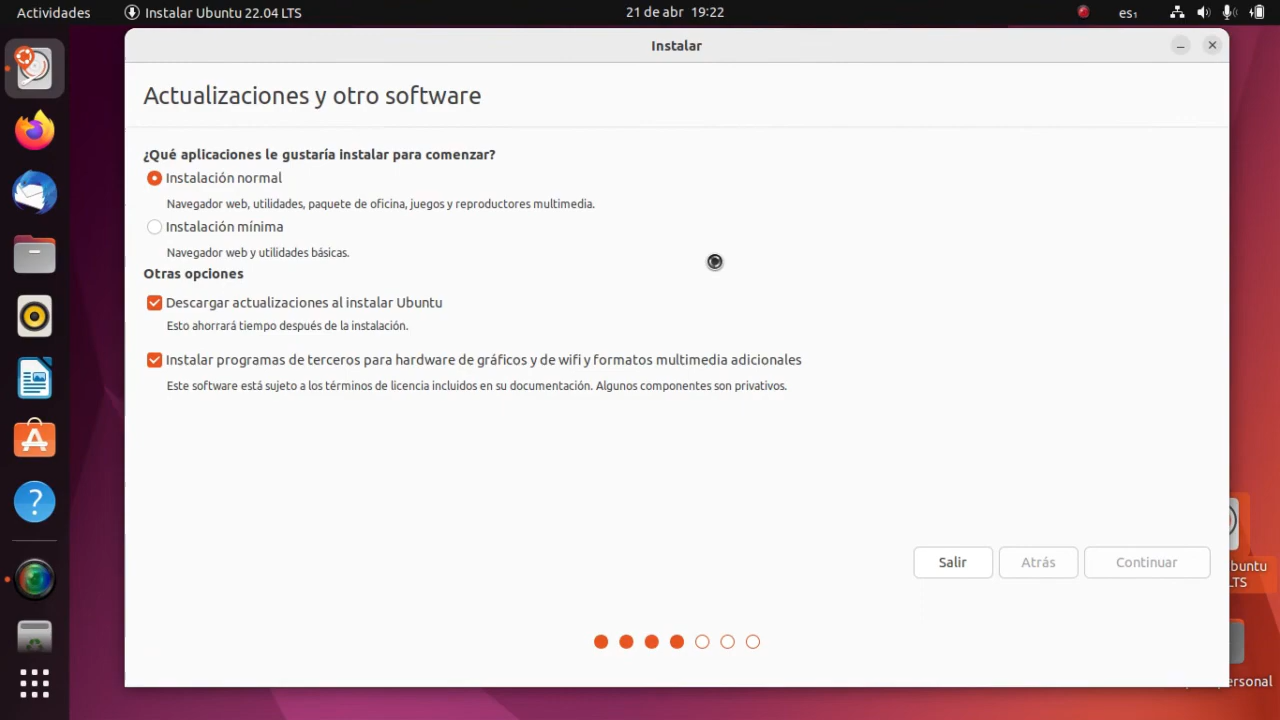 Actividades
Instalar Ubuntu 22.04 LTS
21 de abr 19:22
es₁
Instalar
Actualizaciones y otro software
¿Qué aplicaciones le gustaría instalar para comenzar?
Instalación normal
Navegador web, utilidades, paquete de oficina, juegos y reproductores multimedia.
Instalación mínima
Navegador web y utilidades básicas.
Otras opciones
Descargar actualizaciones al instalar Ubuntu
Esto ahorrará tiempo después de la instalación.
Instalar programas de terceros para hardware de gráficos y de wifi y formatos multimedia adicionales
Este software está sujeto a los términos de licencia incluidos en su documentación. Algunos componentes son privativos.
Salir
Atrás
Continuar
buntu
LTS
ersonal